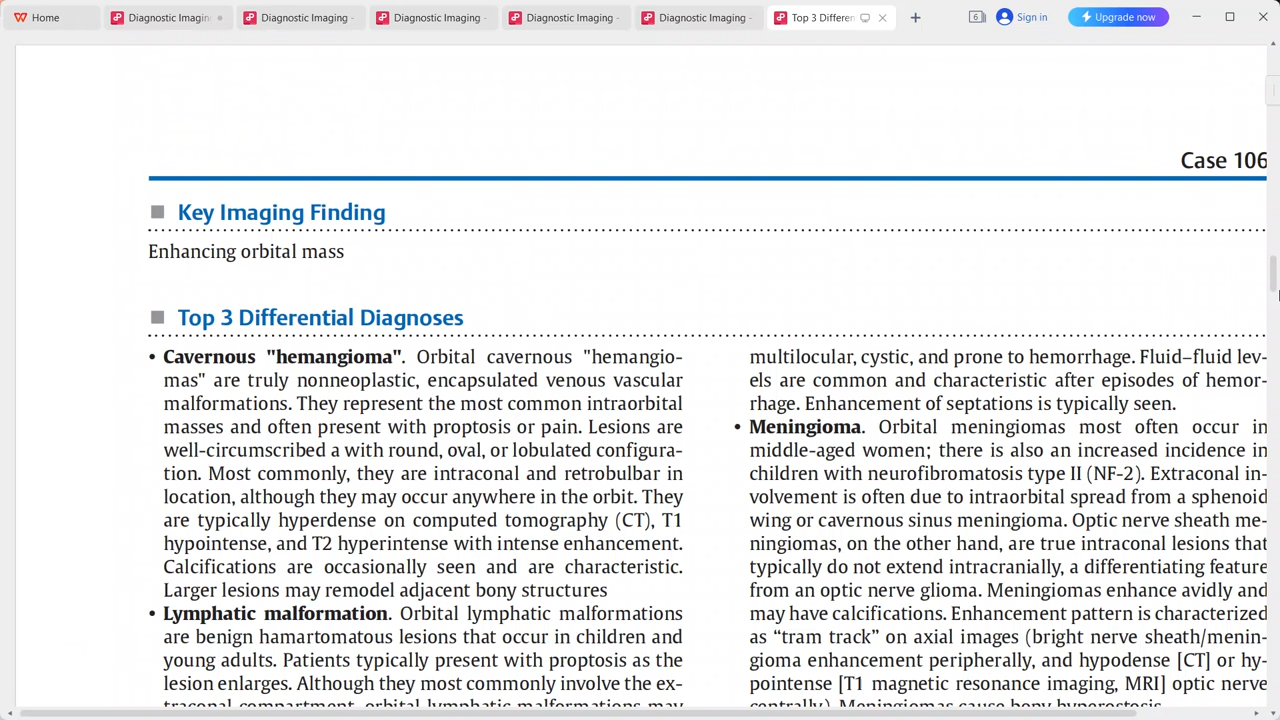 Home
Diagnostic Imagin
Diagnostic Imaging -
Diagnostic Imaging -
Diagnostic Imaging -
Diagnostic Imaging -
Top 3 Differen
6
Sign in
Upgrade now
Case 106
Key Imaging Finding
Enhancing orbital mass
Top 3 Differential Diagnoses
• Cavernous "hemangioma". Orbital cavernous "hemangio-
mas" are truly nonneoplastic, encapsulated venous vascular
malformations. They represent the most common intraorbital
masses and often present with proptosis or pain. Lesions are
well-circumscribed a with round, oval, or lobulated configura-
tion. Most commonly, they are intraconal and retrobulbar in
location, although they may occur anywhere in the orbit. They
are typically hyperdense on computed tomography (CT), T1
hypointense, and T2 hyperintense with intense enhancement.
Calcifications are occasionally seen and are characteristic.
Larger lesions may remodel adjacent bony structures
• Lymphatic malformation. Orbital lymphatic malformations
are benign hamartomatous lesions that occur in children and
young adults. Patients typically present with proptosis as the
lesion enlarges. Although they most commonly involve the ex-
traconal compartment, orbital lymphatic malformations may
multilocular, cystic, and prone to hemorrhage. Fluid–fluid lev-
els are common and characteristic after episodes of hemor-
rhage. Enhancement of septations is typically seen.
• Meningioma. Orbital meningiomas most often occur in
middle-aged women; there is also an increased incidence in
children with neurofibromatosis type II (NF-2). Extraconal in-
volvement is often due to intraorbital spread from a sphenoid
wing or cavernous sinus meningioma. Optic nerve sheath me-
ningiomas, on the other hand, are true intraconal lesions that
typically do not extend intracranially, a differentiating feature
from an optic nerve glioma. Meningiomas enhance avidly and
may have calcifications. Enhancement pattern is characterized
as “tram track” on axial images (bright nerve sheath/menin-
gioma enhancement peripherally, and hypodense [CT] or hy-
pointense [T1 magnetic resonance imaging, MRI] optic nerve
centrally). Meningiomas cause bony hyperostosis